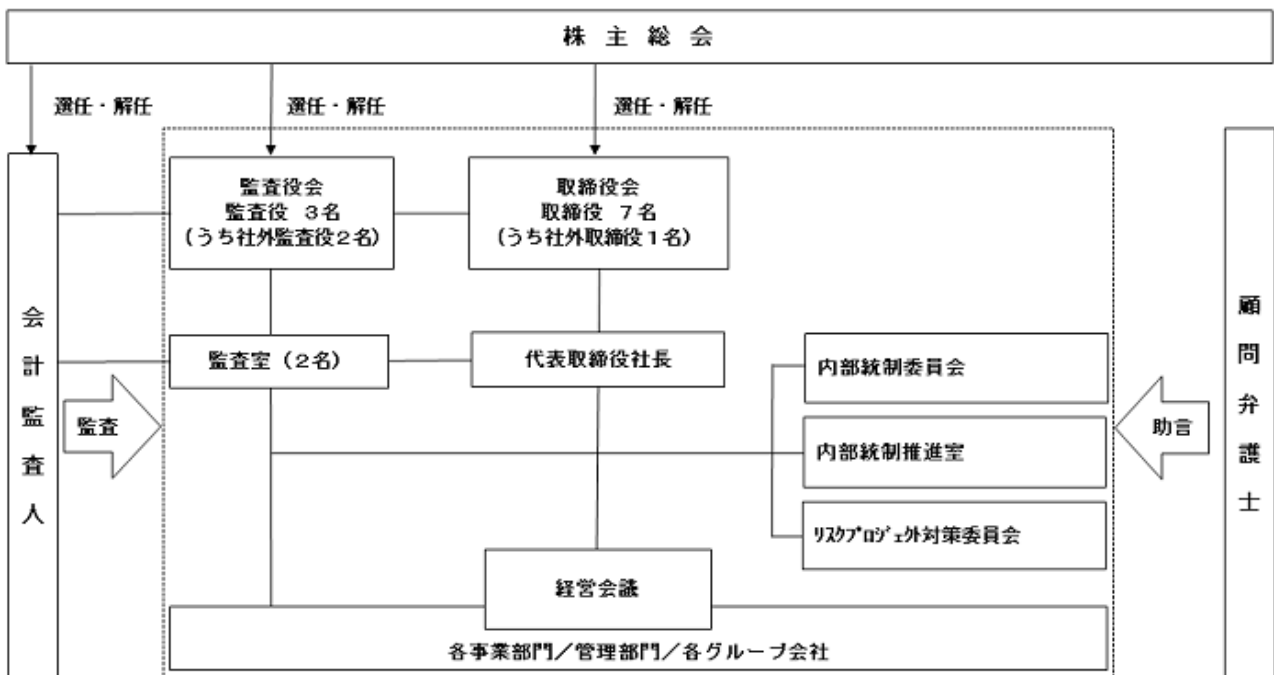 株主総会
選任・解任
選任・解任
選任・解任
監査役会
監査役 3名
(うち社外監査役2名)
取締役会
取締役 7名
(うち社外取締役1名)
会計監査人
顧問弁護士
監査室(2名)
代表取締役社長
内部統制委員会
監査
助言
内部統制推進室
リスクプロジェクト対策委員会
経営会議
各事業部門/管理部門/各グループ会社